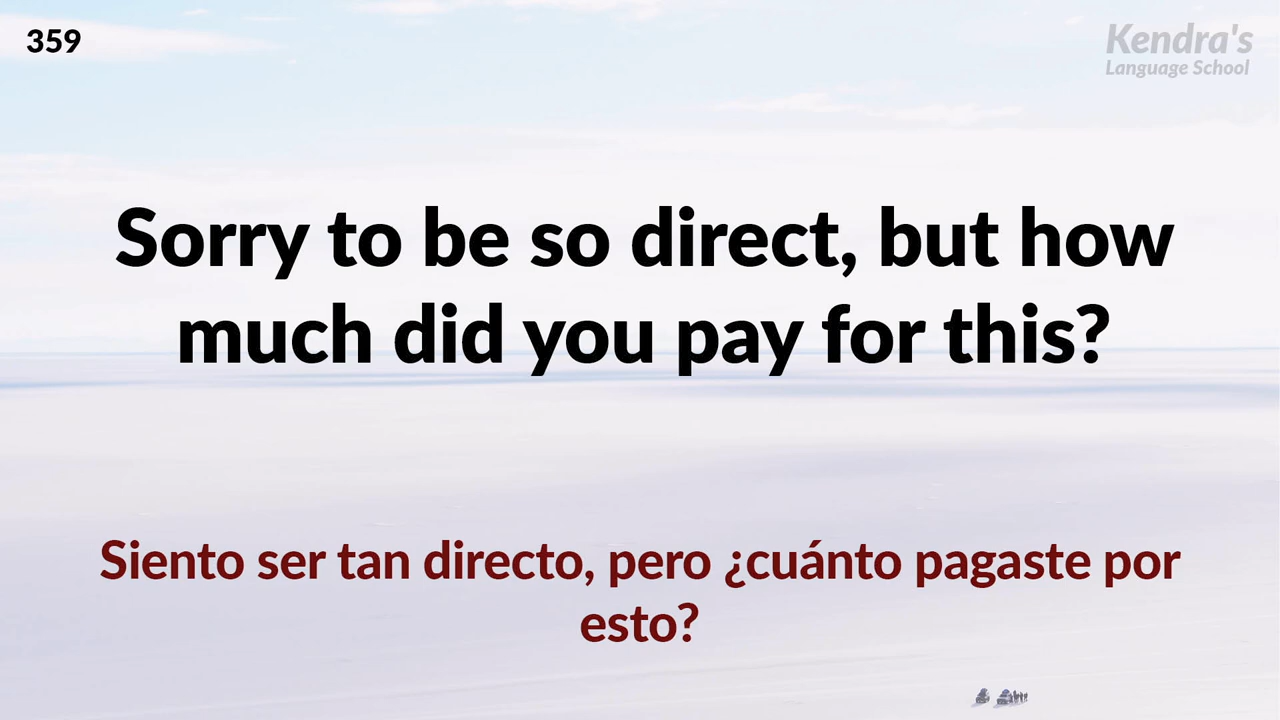 359
Kendra's
Language School
Sorry to be so direct, but how
much did you pay for this?
Siento ser tan directo, pero ¿cuánto pagaste por
esto?